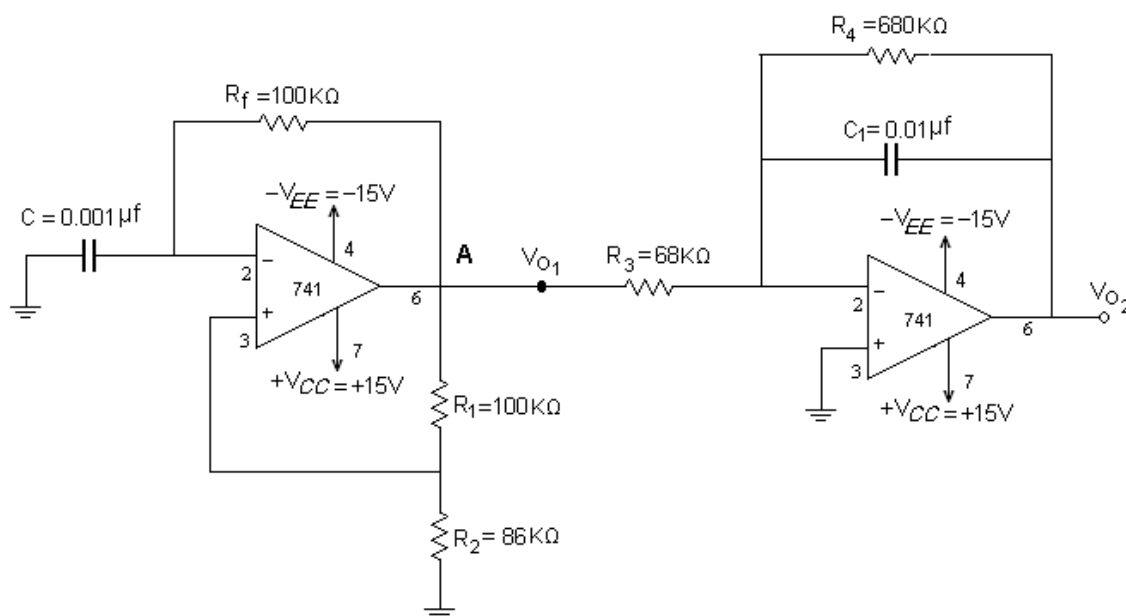 R4 = 680KΩ
Rf = 100KΩ
C1 = 0.01µf
–VEE = –15V
–VEE = –15V
C = 0.001µf
4
A
VO1
R3 = 68KΩ
4
2
–
741
6
2
–
741
6
VO2
+
3
7
+
3
7
+VCC = +15V
R1 = 100KΩ
+VCC = +15V
R2 = 86KΩ